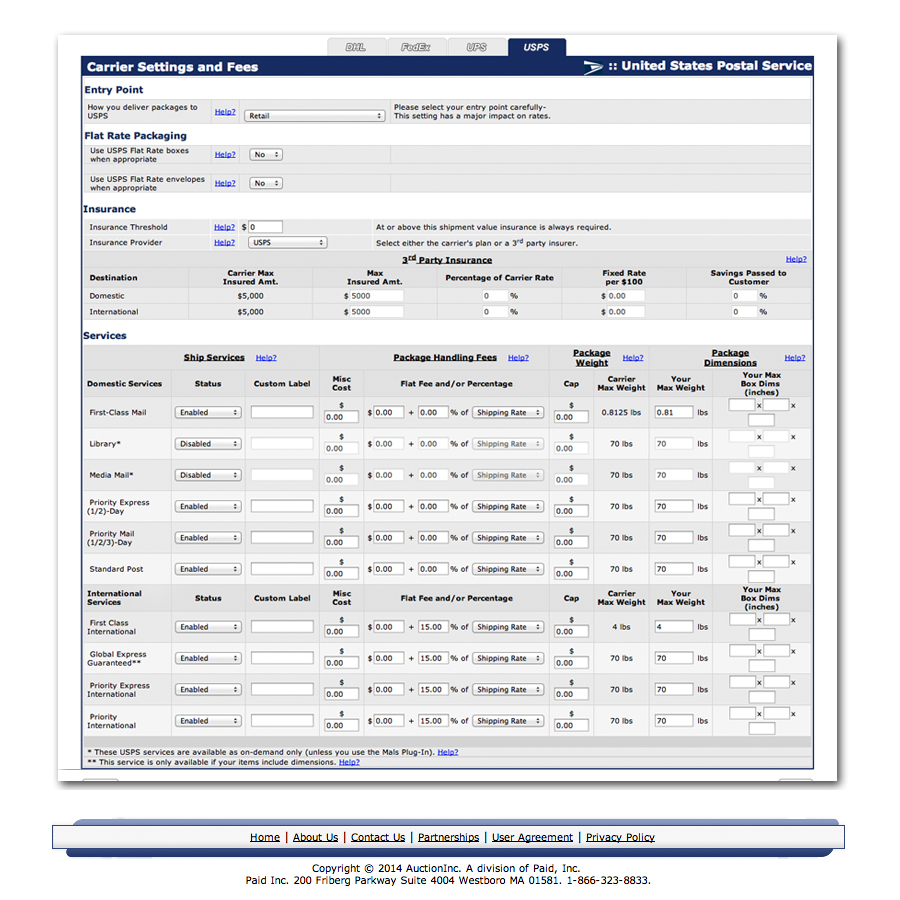 DHL FedEx UPS USPS
Carrier Settings and Fees :: United States Postal Service
Entry Point
How you deliver packages to USPS Help? Retail Please select your entry point carefully-
This setting has a major impact on rates.
Flat Rate Packaging
Use USPS Flat Rate boxes when appropriate Help? No
Use USPS Flat Rate envelopes when appropriate Help? No
Insurance
Insurance Threshold Help? $ 0 At or above this shipment value insurance is always required.
Insurance Provider Help? USPS Select either the carrier's plan or a 3rd party insurer.
3rd Party Insurance Help?
Destination Carrier Max Insured Amt. Max Insured Amt. Percentage of Carrier Rate Fixed Rate per $100 Savings Passed to Customer
Domestic $5,000 $ 5000 0 % $ 0.00 0 %
International $5,000 $ 5000 0 % $ 0.00 0 %
Services
Ship Services Help? Package Handling Fees Help? Package Weight Help? Package Dimensions Help?
Domestic Services Status Custom Label Misc Cost Flat Fee and/or Percentage Cap Carrier Max Weight Your Max Weight Your Max Box Dims (inches)
First-Class Mail Enabled $ 0.00 $ 0.00 + 0.00 % of Shipping Rate $ 0.00 0.8125 lbs 0.81 lbs x x
Library* Disabled $ 0.00 $ 0.00 + 0.00 % of Shipping Rate $ 0.00 70 lbs 70 lbs x x
Media Mail* Disabled $ 0.00 $ 0.00 + 0.00 % of Shipping Rate $ 0.00 70 lbs 70 lbs x x
Priority Express (1/2)-Day Enabled $ 0.00 $ 0.00 + 0.00 % of Shipping Rate $ 0.00 70 lbs 70 lbs x x
Priority Mail (1/2/3)-Day Enabled $ 0.00 $ 0.00 + 0.00 % of Shipping Rate $ 0.00 70 lbs 70 lbs x x
Standard Post Enabled $ 0.00 $ 0.00 + 0.00 % of Shipping Rate $ 0.00 70 lbs 70 lbs x x
International Services Status Custom Label Misc Cost Flat Fee and/or Percentage Cap Carrier Max Weight Your Max Weight Your Max Box Dims (inches)
First Class International Enabled $ 0.00 $ 0.00 + 15.00 % of Shipping Rate $ 0.00 4 lbs 4 lbs x x
Global Express Guaranteed** Enabled $ 0.00 $ 0.00 + 15.00 % of Shipping Rate $ 0.00 70 lbs 70 lbs x x
Priority Express International Enabled $ 0.00 $ 0.00 + 15.00 % of Shipping Rate $ 0.00 70 lbs 70 lbs x x
Priority International Enabled $ 0.00 $ 0.00 + 15.00 % of Shipping Rate $ 0.00 70 lbs 70 lbs x x
* These USPS services are available as on-demand only (unless you use the Mals Plug-In). Help?
** This service is only available if your items include dimensions. Help?
Home | About Us | Contact Us | Partnerships | User Agreement | Privacy Policy
Copyright © 2014 AuctionInc. A division of Paid, Inc.
Paid Inc. 200 Friberg Parkway Suite 4004 Westboro MA 01581. 1-866-323-8833.